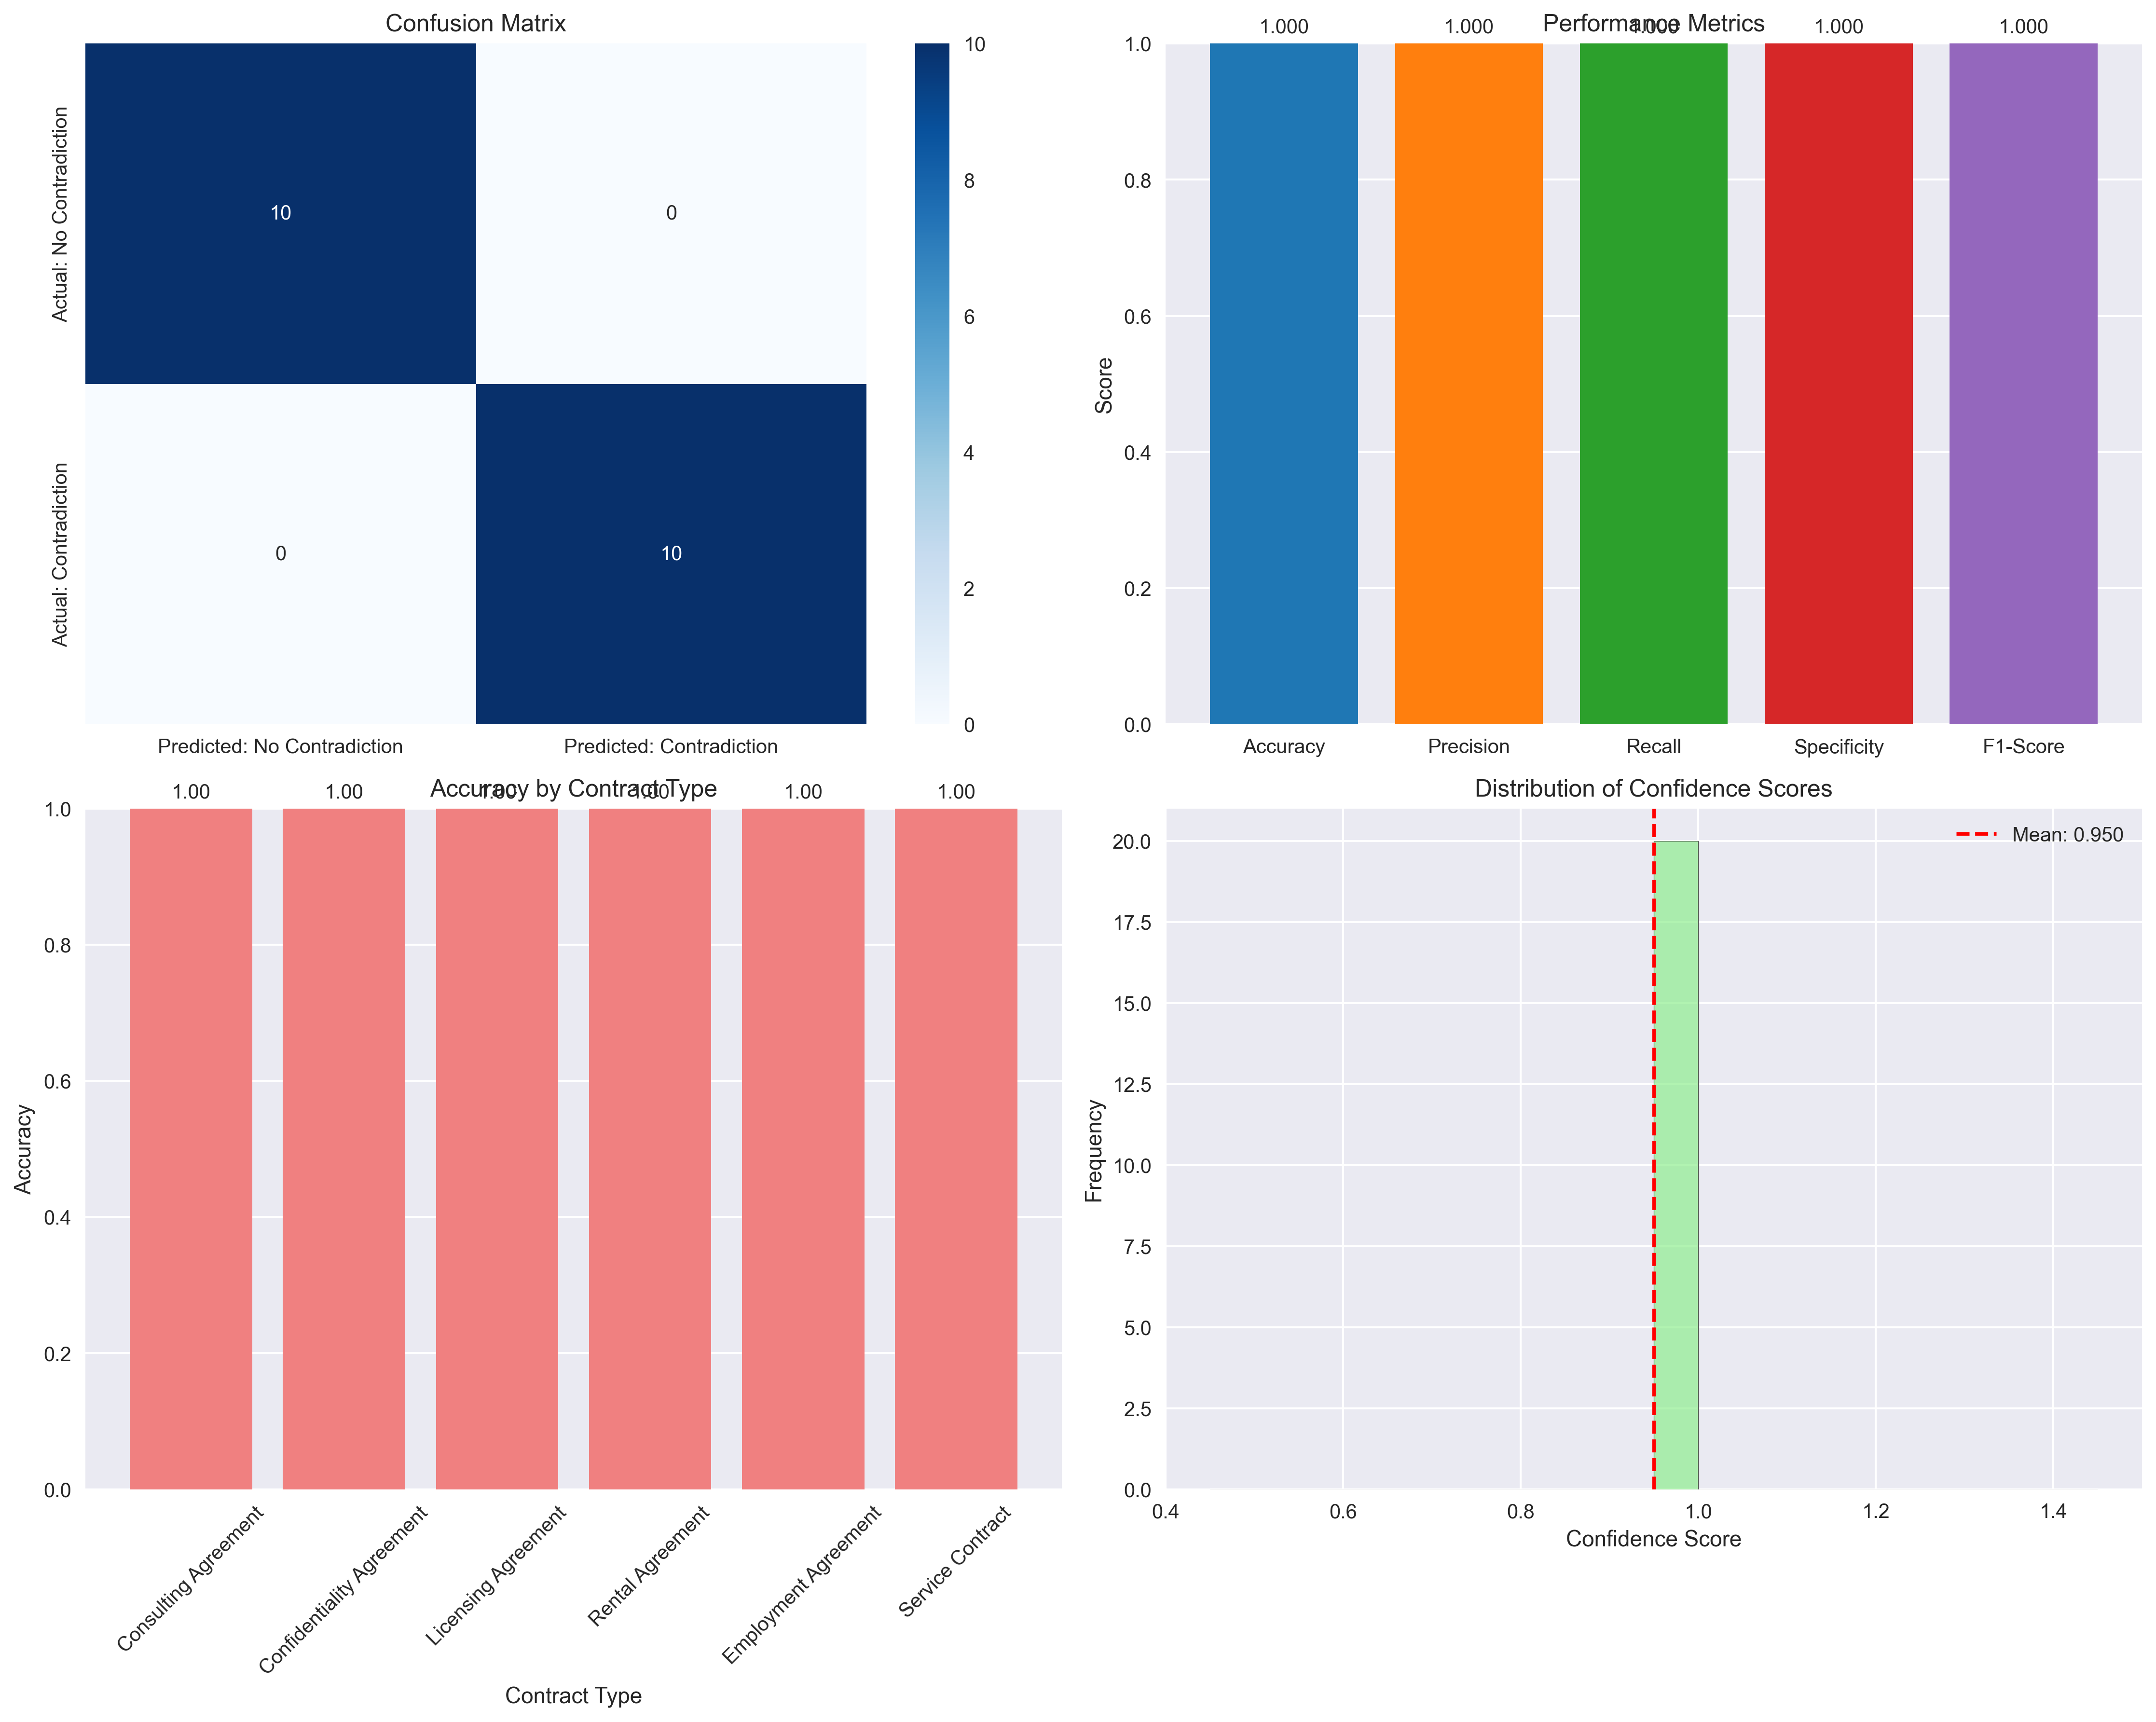 Confusion Matrix
Actual: No Contradiction
Actual: Contradiction
10
0
0
10
Predicted: No Contradiction
Predicted: Contradiction
10
8
6
4
2
0
Performance Metrics
1.000
1.000
1.000
1.000
1.000
Score
1.0
0.8
0.6
0.4
0.2
0.0
Accuracy
Precision
Recall
Specificity
F1-Score
Accuracy by Contract Type
1.00
1.00
1.00
1.00
1.00
1.00
Accuracy
1.0
0.8
0.6
0.4
0.2
0.0
Consulting Agreement
Confidentiality Agreement
Licensing Agreement
Rental Agreement
Employment Agreement
Service Contract
Contract Type
Distribution of Confidence Scores
Mean: 0.950
Frequency
20.0
17.5
15.0
12.5
10.0
7.5
5.0
2.5
0.0
0.4
0.6
0.8
1.0
1.2
1.4
Confidence Score